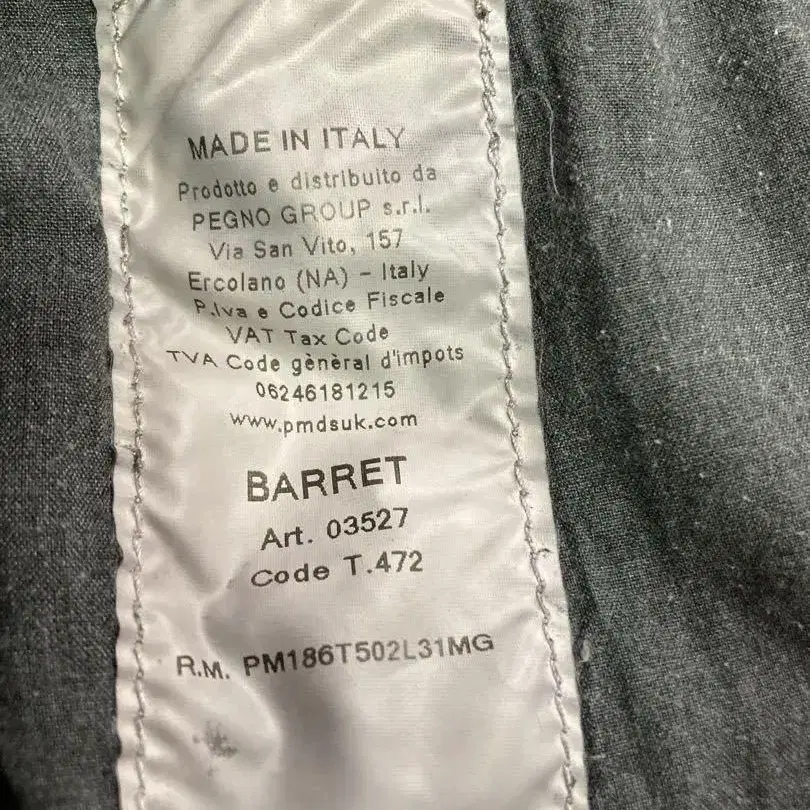 MADE IN ITALY
Prodotto e distribuito da
PEGNO GROUP s.r.l.
Via San Vito, 157
Ercolano (NA) - Italy
P.Iva e Codice Fiscale
VAT Tax Code
TVA Code gènèral d'impots
06246181215
www.pmdsuk.com
BARRET
Art. 03527
Code T.472
R.M. PM186T502L31MG